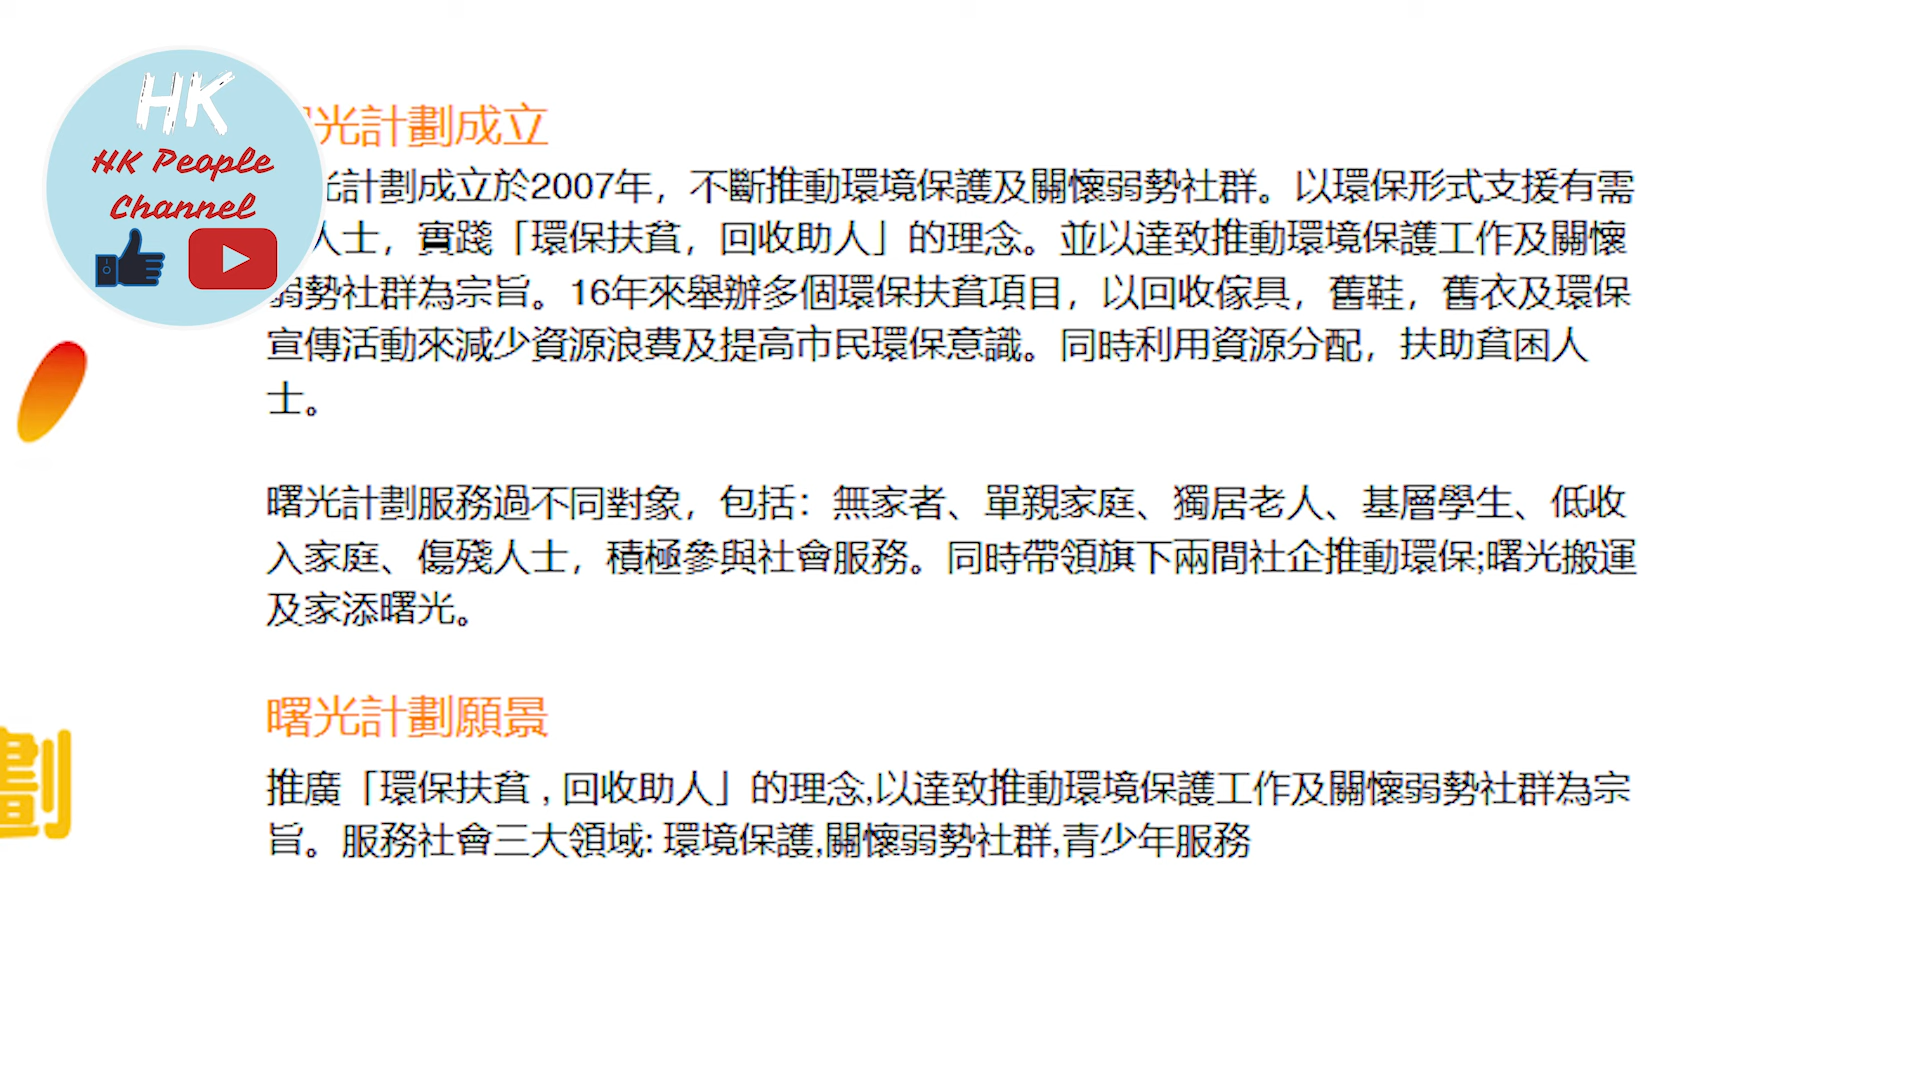 HK
HK People
Channel
光計劃成立
光計劃成立於2007年，不斷推動環境保護及關懷弱勢社群。以環保形式支援有需
人士，實踐「環保扶貧，回收助人」的理念。並以達致推動環境保護工作及關懷
弱勢社群為宗旨。16年來舉辦多個環保扶貧項目，以回收傢具，舊鞋，舊衣及環保
宣傳活動來減少資源浪費及提高市民環保意識。同時利用資源分配，扶助貧困人
士。
曙光計劃服務過不同對象，包括：無家者、單親家庭、獨居老人、基層學生、低收
入家庭、傷殘人士，積極參與社會服務。同時帶領旗下兩間社企推動環保;曙光搬運
及家添曙光。
曙光計劃願景
劃
推廣「環保扶貧 , 回收助人」的理念,以達致推動環境保護工作及關懷弱勢社群為宗
旨。服務社會三大領域: 環境保護,關懷弱勢社群,青少年服務